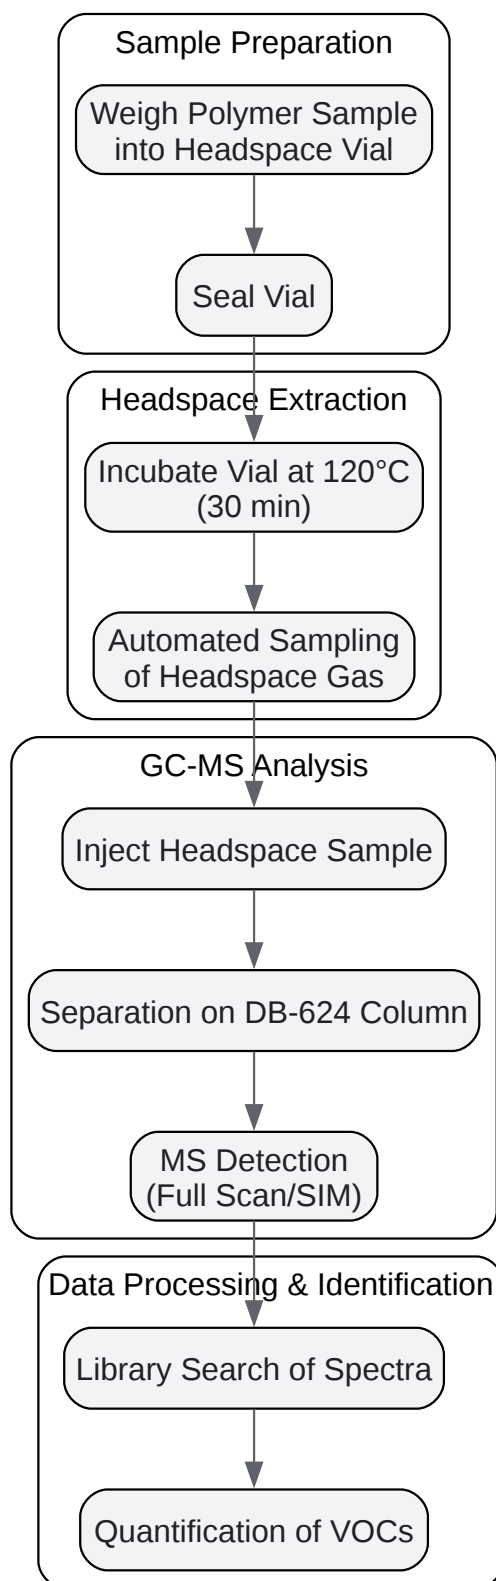 Sample Preparation
Weigh Polymer Sample
into Headspace Vial
Seal Vial
Headspace Extraction
Incubate Vial at 120°C
(30 min)
Automated Sampling
of Headspace Gas
GC-MS Analysis
Inject Headspace Sample
Separation on DB-624 Column
MS Detection
(Full Scan/SIM)
Data Processing & Identification
Library Search of Spectra
Quantification of VOCs